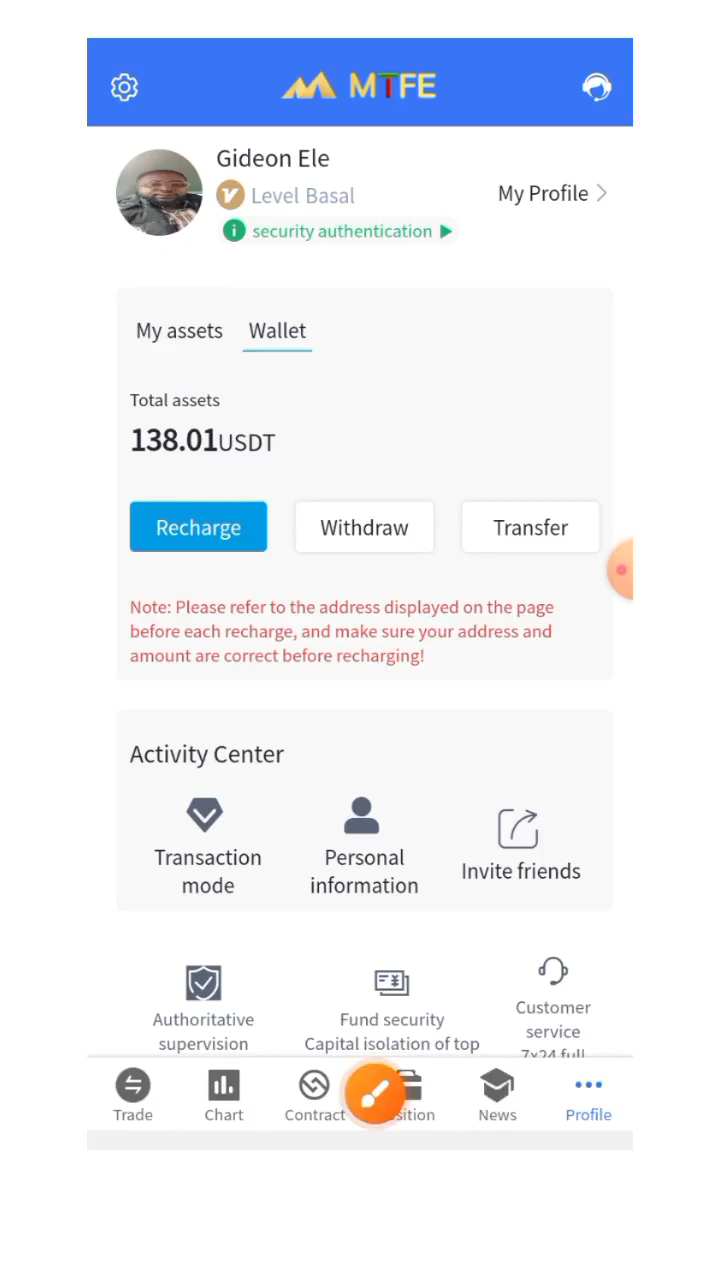 MTFE
Gideon Ele
Level Basal
My Profile
security authentication
My assets Wallet
Total assets
138.01USDT
Recharge Withdraw Transfer
Note: Please refer to the address displayed on the page
before each recharge, and make sure your address and
amount are correct before recharging!
Activity Center
Transaction
mode
Personal
information
Invite friends
Authoritative
supervision
Fund security
Capital isolation of top
Customer
service
7x24 full
Trade Chart Contract sition News Profile